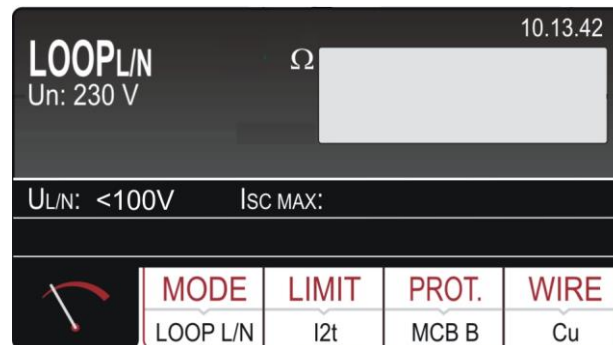 10.13.42
LOOPL/N
Ω
Un: 230 V
UL/N: <100V ISC MAX:
MODE LIMIT PROT. WIRE
LOOP L/N I2t MCB B Cu